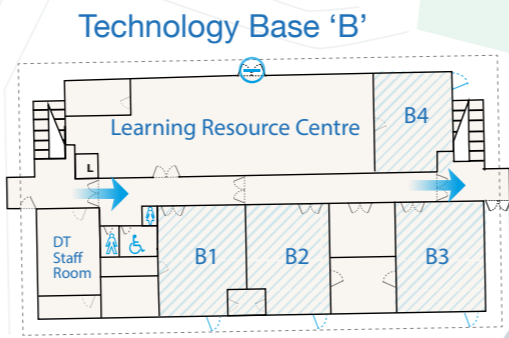 Technology Base ‘B’
Learning Resource Centre
B4
L
DT
Staff
Room
B1
B2
B3